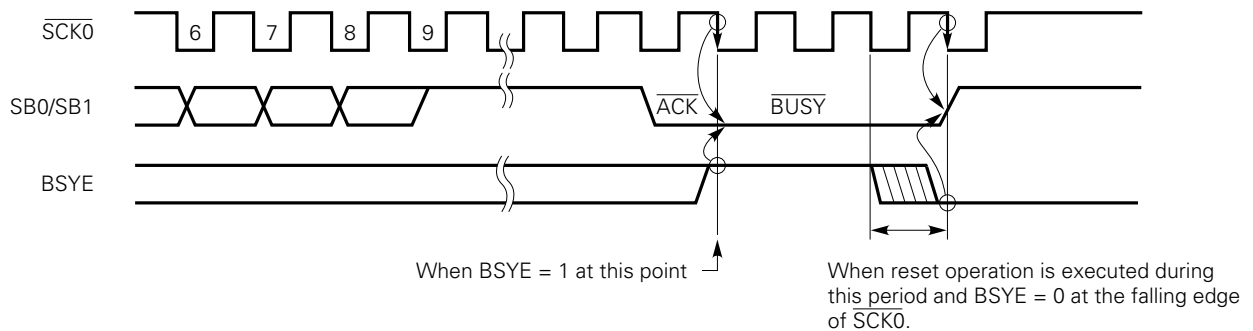 SCK0
6 7 8 9
SB0/SB1
ACK
BUSY
BSYE
When BSYE = 1 at this point
When reset operation is executed during
this period and BSYE = 0 at the falling edge
of SCK0.